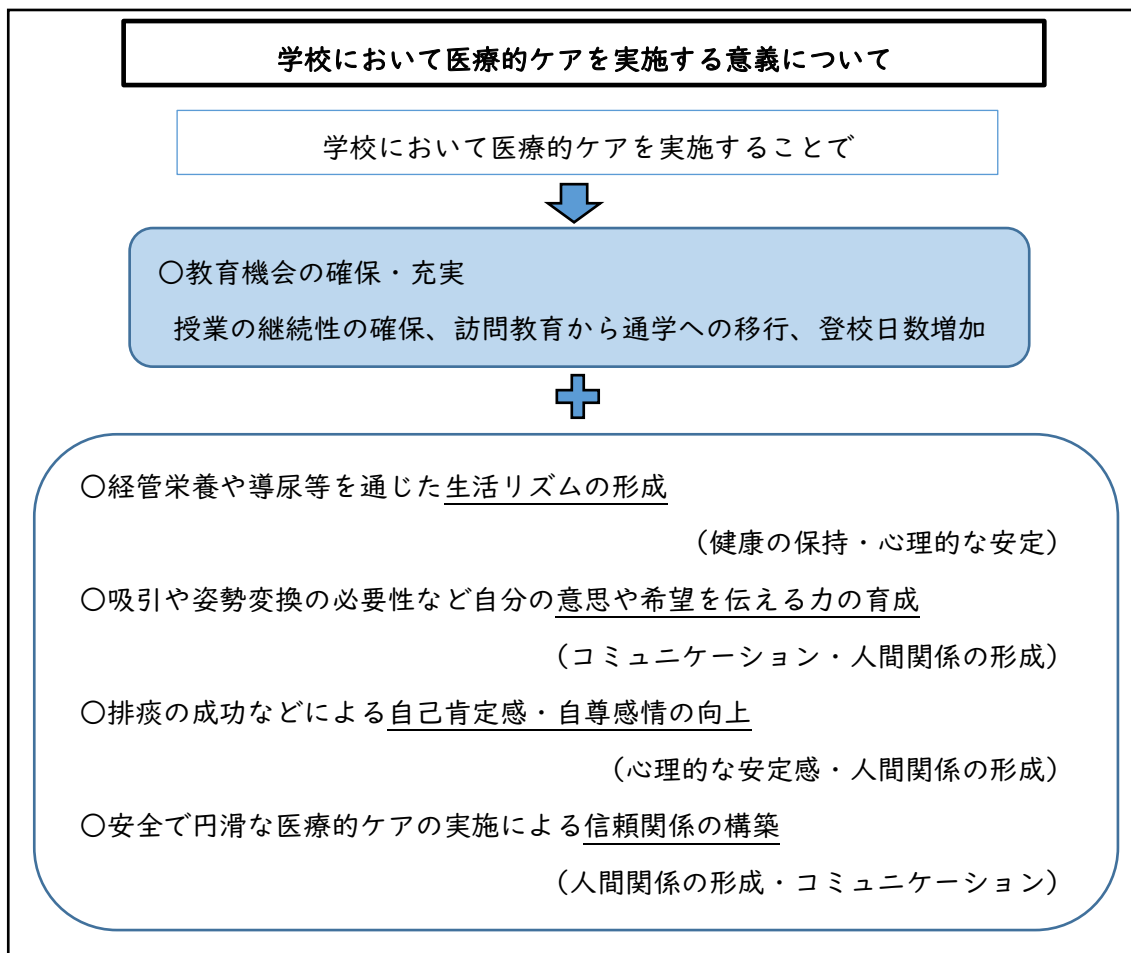 学校において医療的ケアを実施する意義について
学校において医療的ケアを実施することで
〇教育機会の確保・充実
授業の継続性の確保、訪問教育から通学への移行、登校日数増加
〇経管栄養や導尿等を通じた生活リズムの形成
（健康の保持・心理的な安定）
〇吸引や姿勢変換の必要性など自分の意思や希望を伝える力の育成
（コミュニケーション・人間関係の形成）
〇排痰の成功などによる自己肯定感・自尊感情の向上
（心理的な安定感・人間関係の形成）
〇安全で円滑な医療的ケアの実施による信頼関係の構築
（人間関係の形成・コミュニケーション）